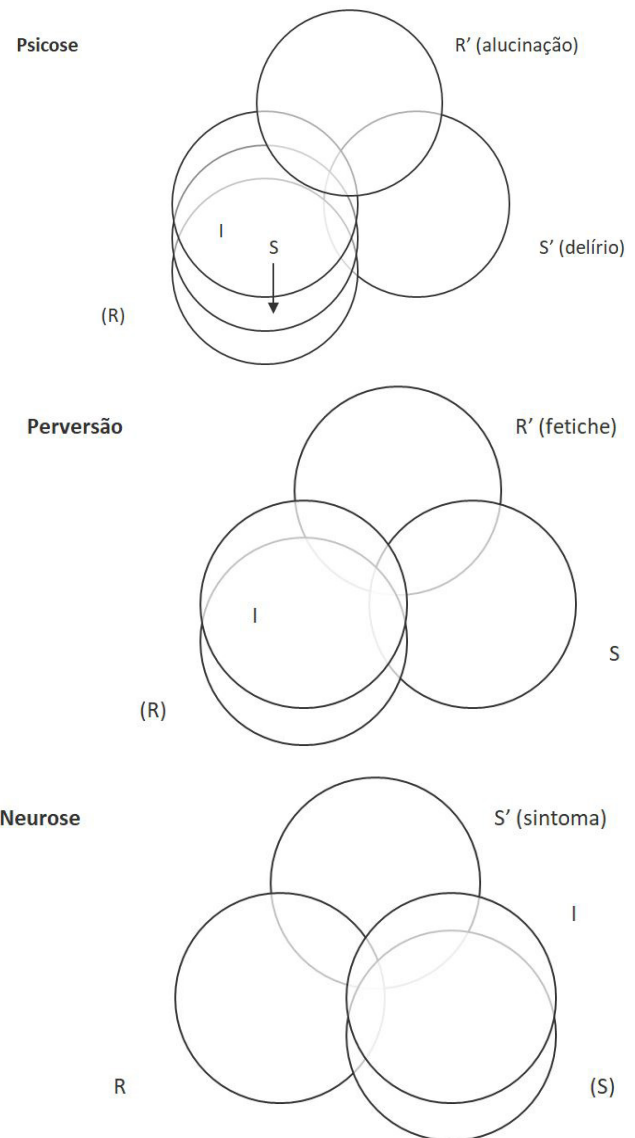 Psicose
R’ (alucinação)
I
S
S’ (delírio)
(R)
Perversão
R’ (fetiche)
I
S
(R)
Neurose
S’ (sintoma)
I
R
(S)